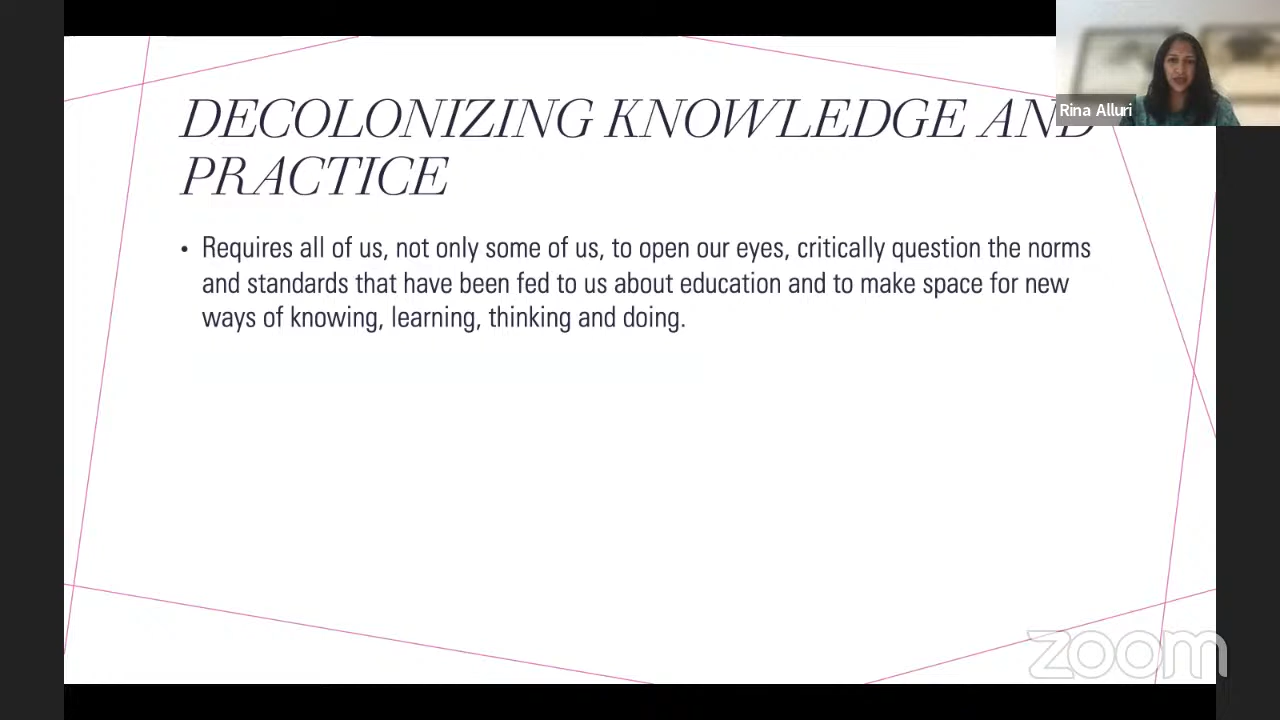 DECOLONIZING KNOWLEDGE AND
PRACTICE
Rina Alluri
• Requires all of us, not only some of us, to open our eyes, critically question the norms
and standards that have been fed to us about education and to make space for new
ways of knowing, learning, thinking and doing.
zoom